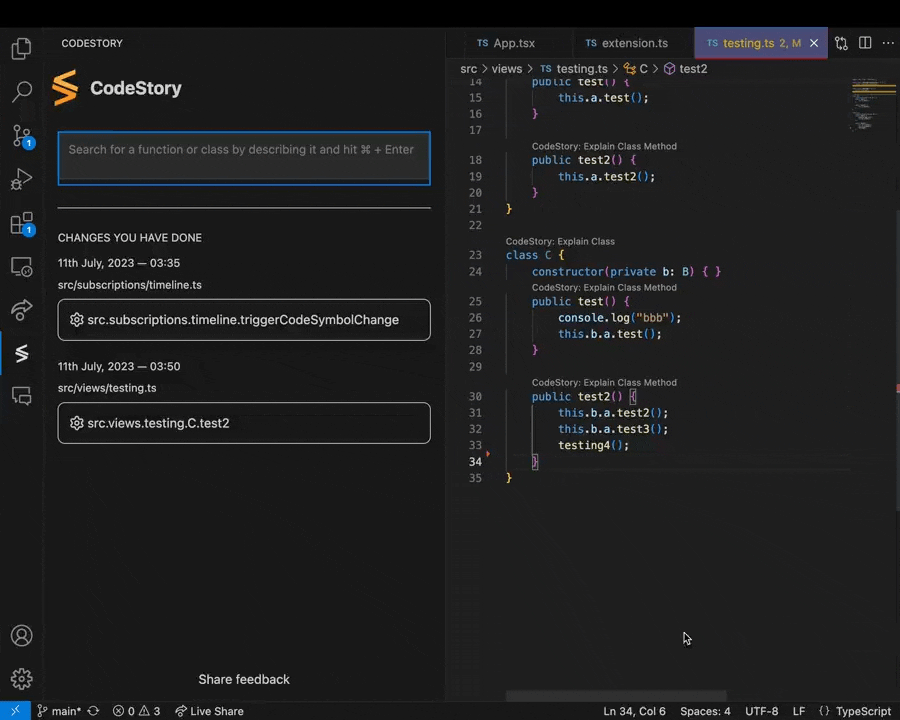 CODESTORY
CodeStory
Search for a function or class by describing it and hit ⌘ + Enter
CHANGES YOU HAVE DONE
11th July, 2023 — 03:35
src/subscriptions/timeline.ts
src.subscriptions.timeline.triggerCodeSymbolChange
11th July, 2023 — 03:50
src/views/testing.ts
src.views.testing.C.test2
Share feedback
1
1
TS App.tsx
TS extension.ts
TS testing.ts 2, M
src > views > TS testing.ts > C > test2
14 public test() {
15 this.a.test();
16 }
17
CodeStory: Explain Class Method
18 public test2() {
19 this.a.test2();
20 }
21 }
22
CodeStory: Explain Class
23 class C {
24 constructor(private b: B) { }
CodeStory: Explain Class Method
25 public test() {
26 console.log("bbb");
27 this.b.a.test();
28 }
29
CodeStory: Explain Class Method
30 public test2() {
31 this.b.a.test2();
32 this.b.a.test3();
33 testing4();
34 }
35 }
main* 0 3 Live Share
Ln 34, Col 6 Spaces: 4 UTF-8 LF {} TypeScript